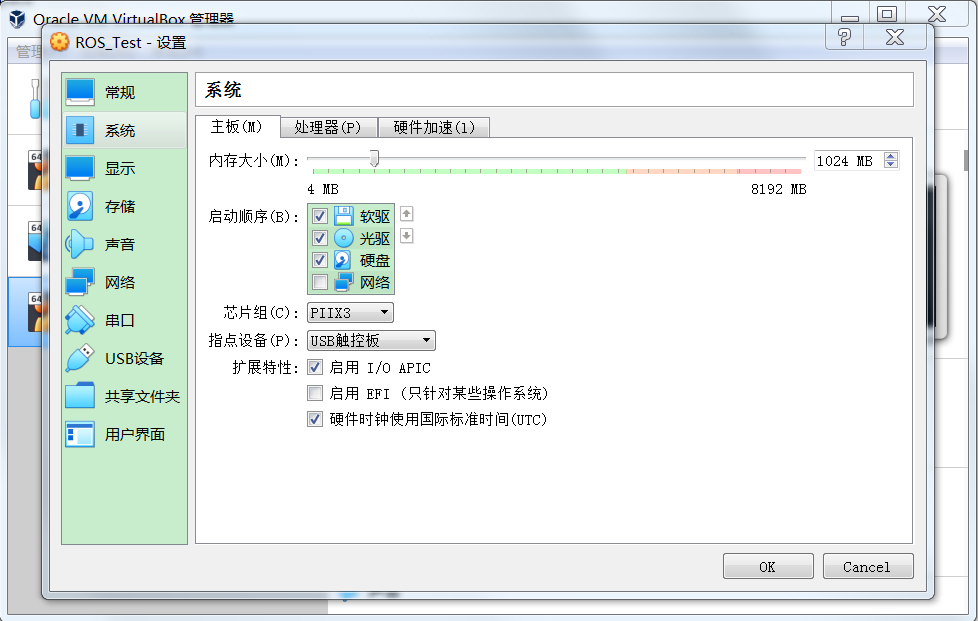 Oracle VM VirtualBox 管理器
管理
ROS_Test - 设置
常规
系统
显示
存储
声音
网络
串口
USB设备
共享文件夹
用户界面
系统
主板(M) 处理器(P) 硬件加速(l)
内存大小(M): 1024 MB
4 MB 8192 MB
启动顺序(B): 软驱
光驱
硬盘
网络
芯片组(C): PIIX3
指点设备(P): USB触控板
扩展特性: 启用 I/O APIC
启用 EFI (只针对某些操作系统)
硬件时钟使用国际标准时间(UTC)
OK Cancel
64
64
64